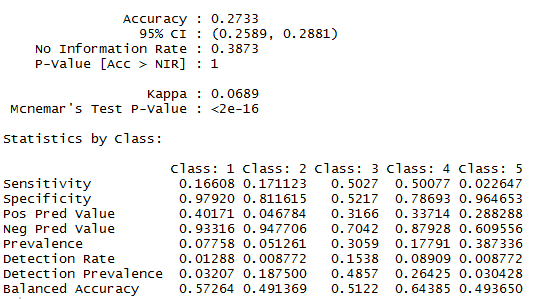 Accuracy : 0.2733
95% CI : (0.2589, 0.2881)
No Information Rate : 0.3873
P-Value [Acc > NIR] : 1
Kappa : 0.0689
Mcnemar's Test P-Value : <2e-16
Statistics by Class:
Class: 1 Class: 2 Class: 3 Class: 4 Class: 5
Sensitivity 0.16608 0.171123 0.5027 0.50077 0.022647
Specificity 0.97920 0.811615 0.5217 0.78693 0.964653
Pos Pred Value 0.40171 0.046784 0.3166 0.33714 0.288288
Neg Pred Value 0.93316 0.947706 0.7042 0.87928 0.609556
Prevalence 0.07758 0.051261 0.3059 0.17791 0.387336
Detection Rate 0.01288 0.008772 0.1538 0.08909 0.008772
Detection Prevalence 0.03207 0.187500 0.4857 0.26425 0.030428
Balanced Accuracy 0.57264 0.491369 0.5122 0.64385 0.493650